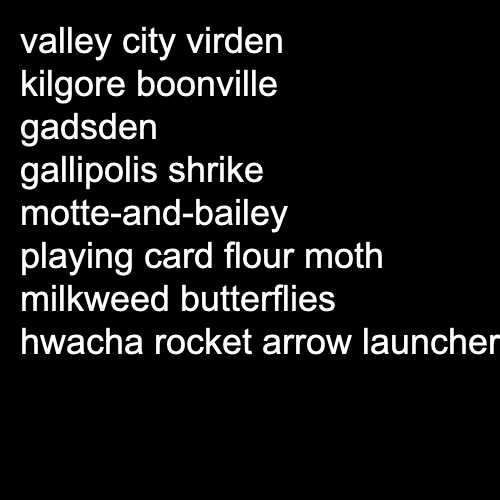 valley city virden
kilgore boonville
gadsden
gallipolis shrike
motte-and-bailey
playing card flour moth
milkweed butterflies
hwacha rocket arrow launcher